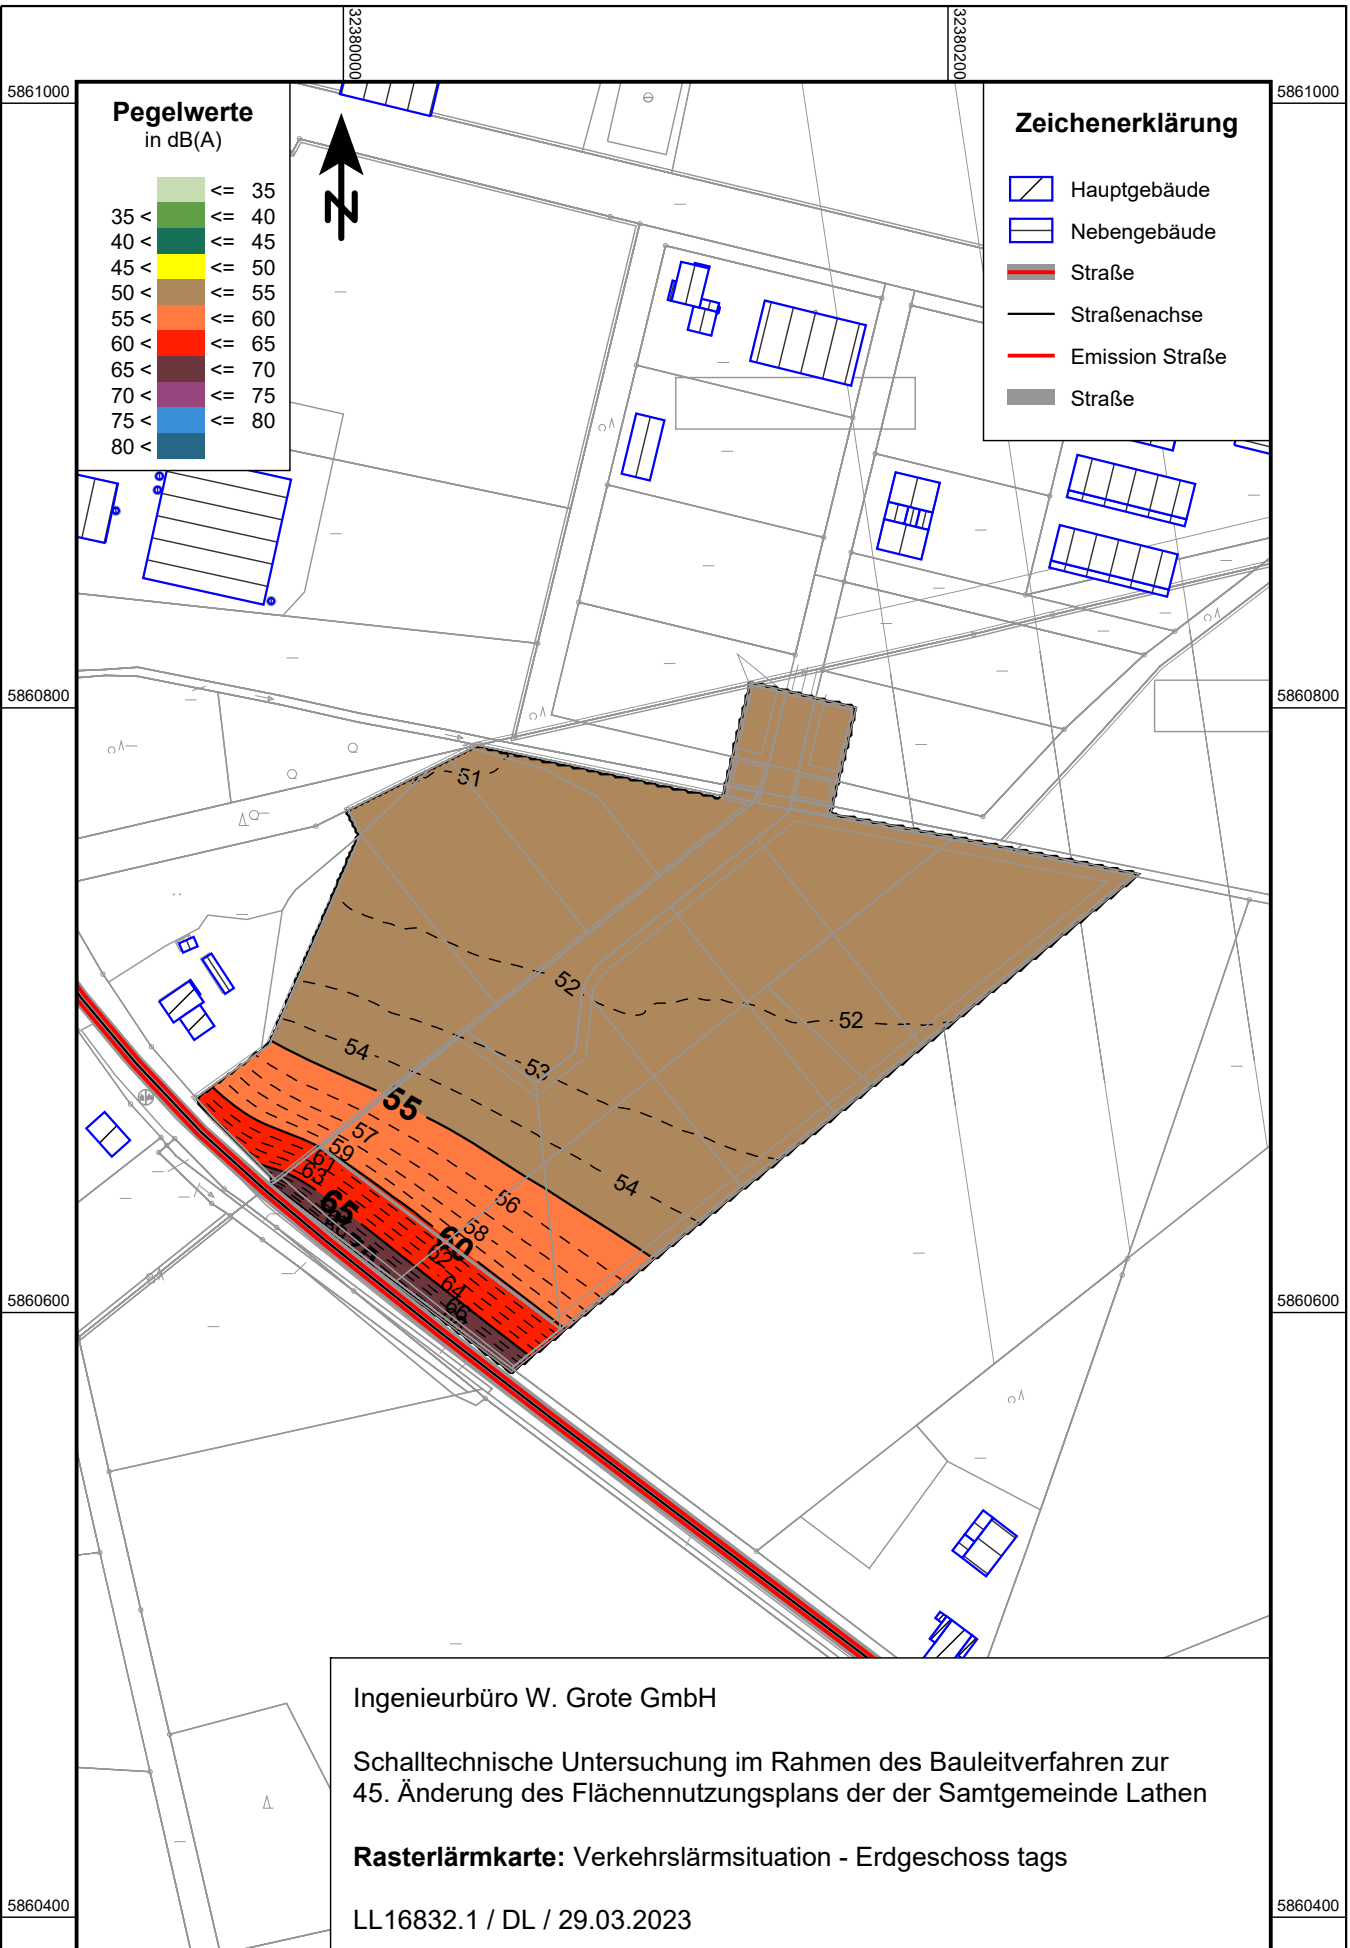 32380000
32380200
5861000
5861000
Pegelwerte
in dB(A)
<= 35
35 < <= 40
40 < <= 45
45 < <= 50
50 < <= 55
55 < <= 60
60 < <= 65
65 < <= 70
70 < <= 75
75 < <= 80
80 <
N
Zeichenerklärung
Hauptgebäude
Nebengebäude
Straße
Straßenachse
Emission Straße
Straße
5860800
5860800
51
52
52
53
54
55
57
59
61
63
65
54
56
58
60
62
64
66
5860600
5860600
Ingenieurbüro W. Grote GmbH
Schalltechnische Untersuchung im Rahmen des Bauleitverfahren zur
45. Änderung des Flächennutzungsplans der der Samtgemeinde Lathen
Rasterlärmkarte: Verkehrslärmsituation - Erdgeschoss tags
LL16832.1 / DL / 29.03.2023
5860400
5860400